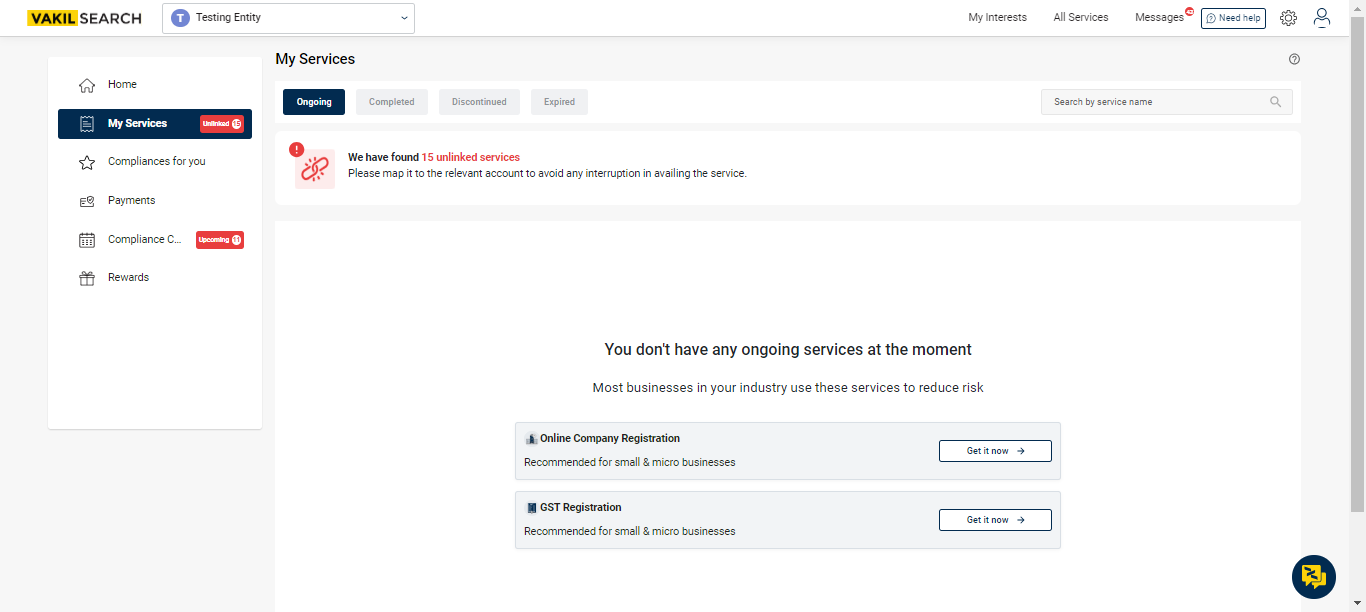 VAKILSEARCH
T Testing Entity
My Interests
All Services
Messages
Need help
Home
My Services Unlinked 15
Compliances for you
Payments
Compliance C... Upcoming 11
Rewards
My Services
Ongoing
Completed
Discontinued
Expired
Search by service name
We have found 15 unlinked services
Please map it to the relevant account to avoid any interruption in availing the service.
You don't have any ongoing services at the moment
Most businesses in your industry use these services to reduce risk
Online Company Registration
Recommended for small & micro businesses
Get it now →
GST Registration
Recommended for small & micro businesses
Get it now →